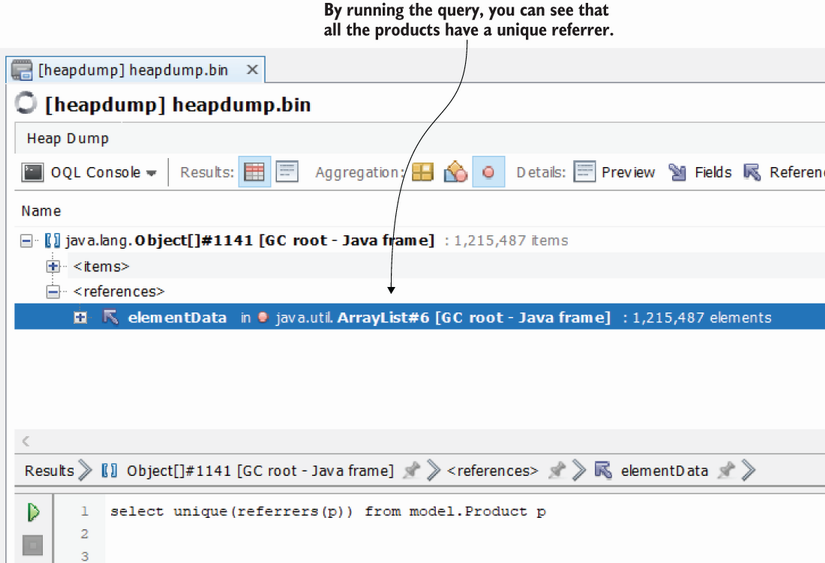 By running the query, you can see that
all the products have a unique referrer.
[heapdump] heapdump.bin
[heapdump] heapdump.bin
Heap Dump
OQL Console Results: Aggregation: Details: Preview Fields Referen
Name
java.lang.Object[]#1141 [GC root - Java frame] : 1,215,487 items
<items>
<references>
elementData in java.util.ArrayList#6 [GC root - Java frame] : 1,215,487 elements
Results Object[]#1141 [GC root - Java frame] <references> elementData
1 select unique(referrers(p)) from model.Product p
2
3